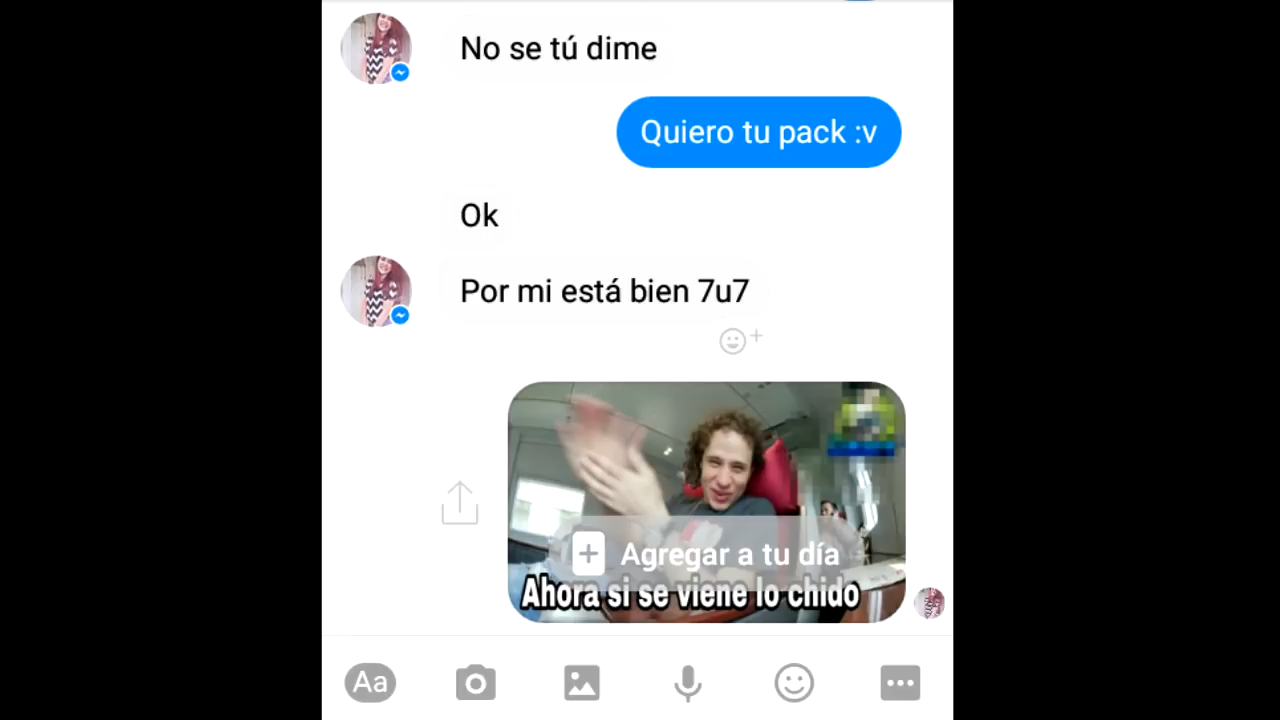 No se tú dime
Quiero tu pack :v
Ok
Por mi está bien 7u7
Agregar a tu día
Ahora si se viene lo chido
Aa